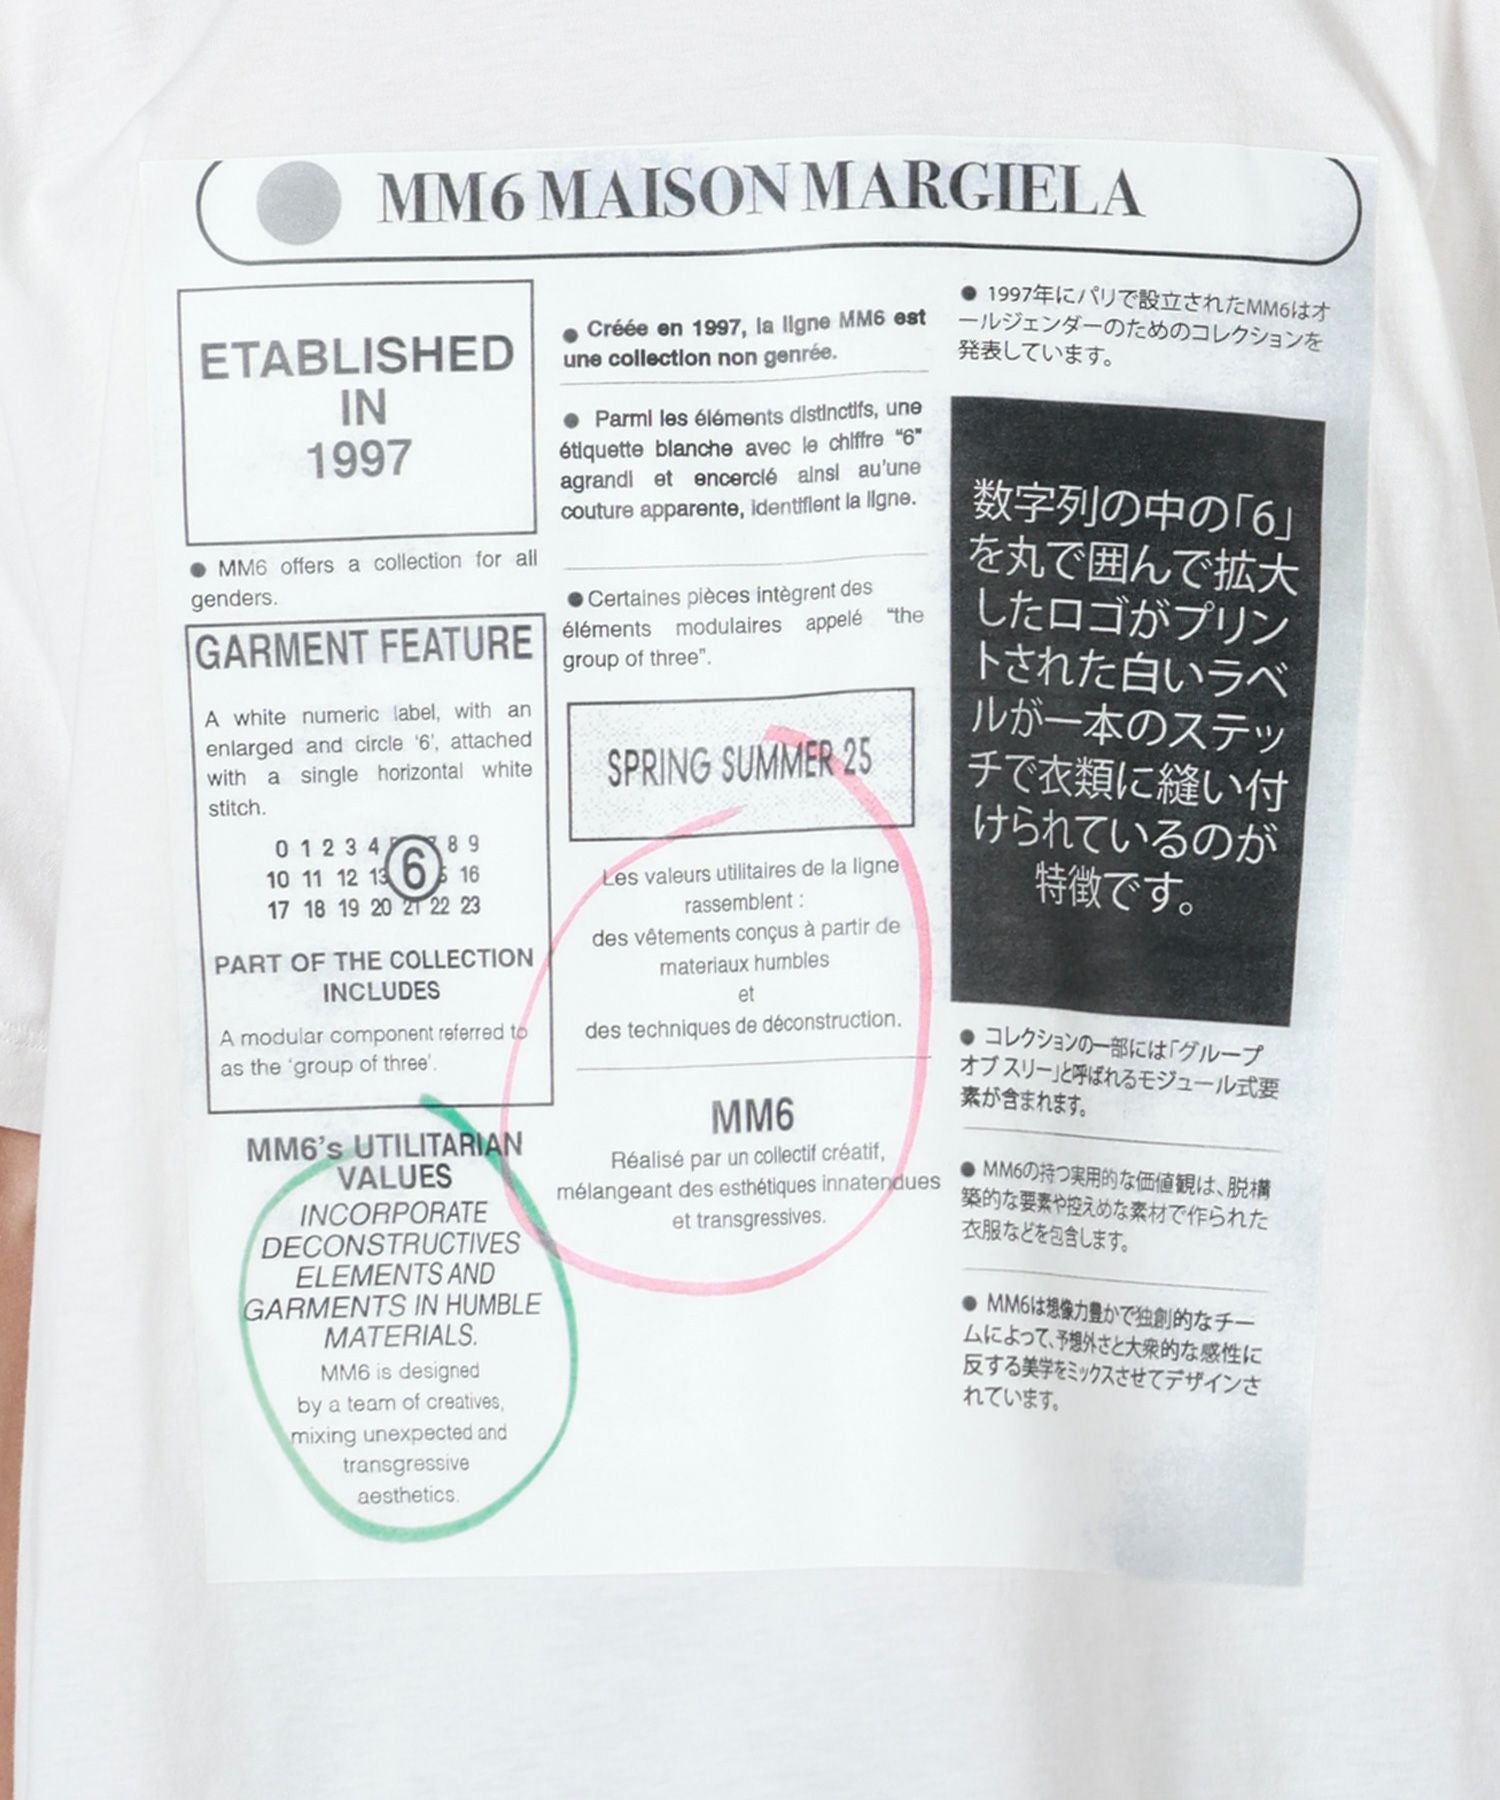 MM6 MAISON MARGIELA
ETABLISHED
IN
1997
● MM6 offers a collection for all
genders.
GARMENT FEATURE
A white numeric label, with an
enlarged and circle ‘6’, attached
with a single horizontal white
stitch.
0 1 2 3 4 6 8 9
10 11 12 13 16
17 18 19 20 21 22 23
PART OF THE COLLECTION
INCLUDES
A modular component referred to
as the ‘group of three’.
MM6’s UTILITARIAN
VALUES
INCORPORATE
DECONSTRUCTIVES
ELEMENTS AND
GARMENTS IN HUMBLE
MATERIALS.
MM6 is designed
by a team of creatives,
mixing unexpected and
transgressive
aesthetics.
● Créée en 1997, la ligne MM6 est
une collection non genrée.
● Parmi les éléments distinctifs, une
étiquette blanche avec le chiffre “6”
agrandi et encerclé ainsi au’une
couture apparente, identifient la ligne.
● Certaines pièces intègrent des
éléments modulaires appelé “the
group of three”.
SPRING SUMMER 25
Les valeurs utilitaires de la ligne
rassemblent :
des vêtements conçus à partir de
materiaux humbles
et
des techniques de déconstruction.
MM6
Réalisé par un collectif créatif,
mélangeant des esthétiques innatendues
et transgressives.
● 1997年にパリで設立されたMM6はオ
ールジェンダーのためのコレクションを
発表しています。
数字列の中の「6」
を丸で囲んで拡大
したロゴがプリン
トされた白いラベ
ルが一本のステッ
チで衣類に縫い付
けられているのが
特徴です。
● コレクションの一部には「グループ
オブ スリー」と呼ばれるモジュール式要
素が含まれます。
● MM6の持つ実用的な価値観は、脱構
築的な要素や控えめな素材で作られた
衣服などを包含します。
● MM6は想像力豊かで独創的なチー
ムによって、予想外さと大衆的な感性に
反する美学をミックスさせてデザインさ
れています。